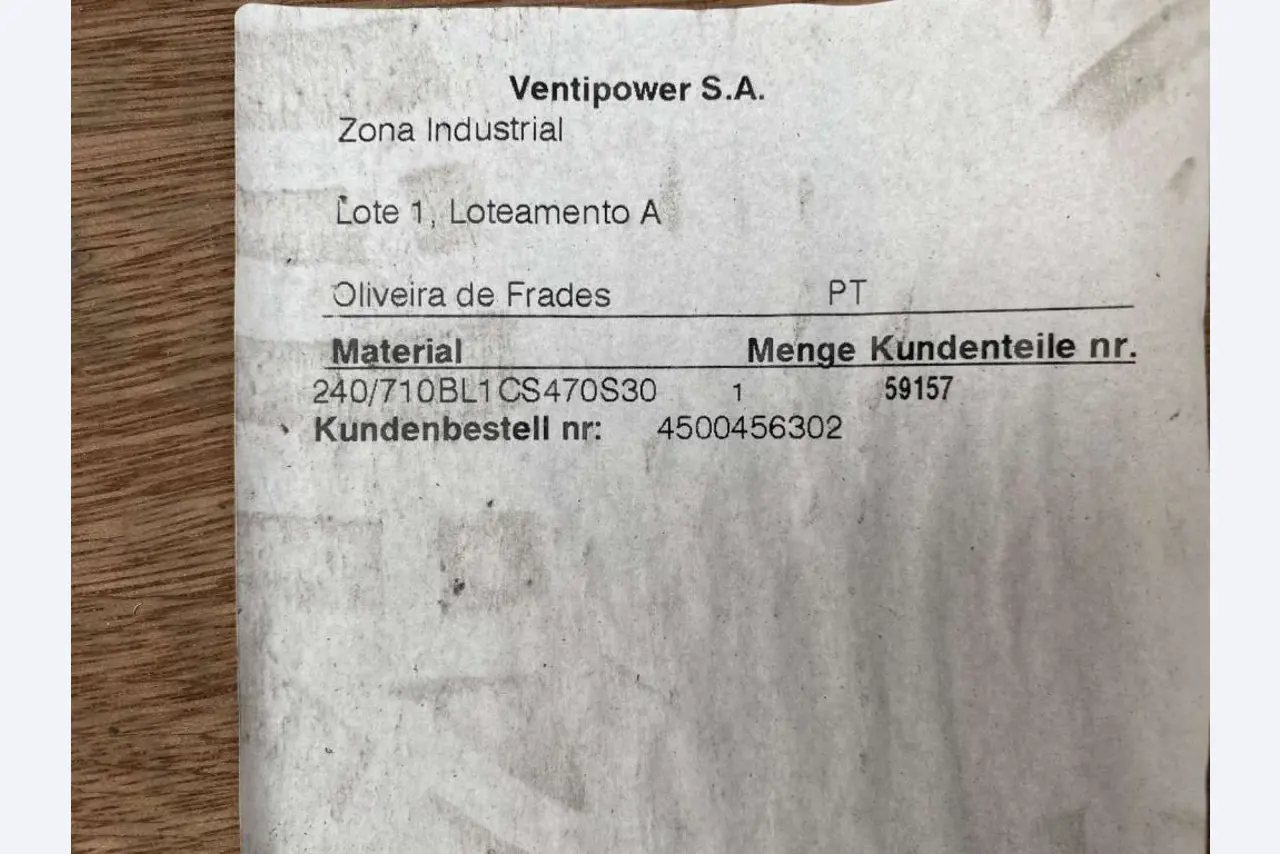 Ventipower S.A.
Zona Industrial
Lote 1, Loteamento A
Oliveira de Frades PT
Material Menge Kundenteile nr.
240/710BL1CS470S30 1 59157
Kundenbestell nr: 4500456302